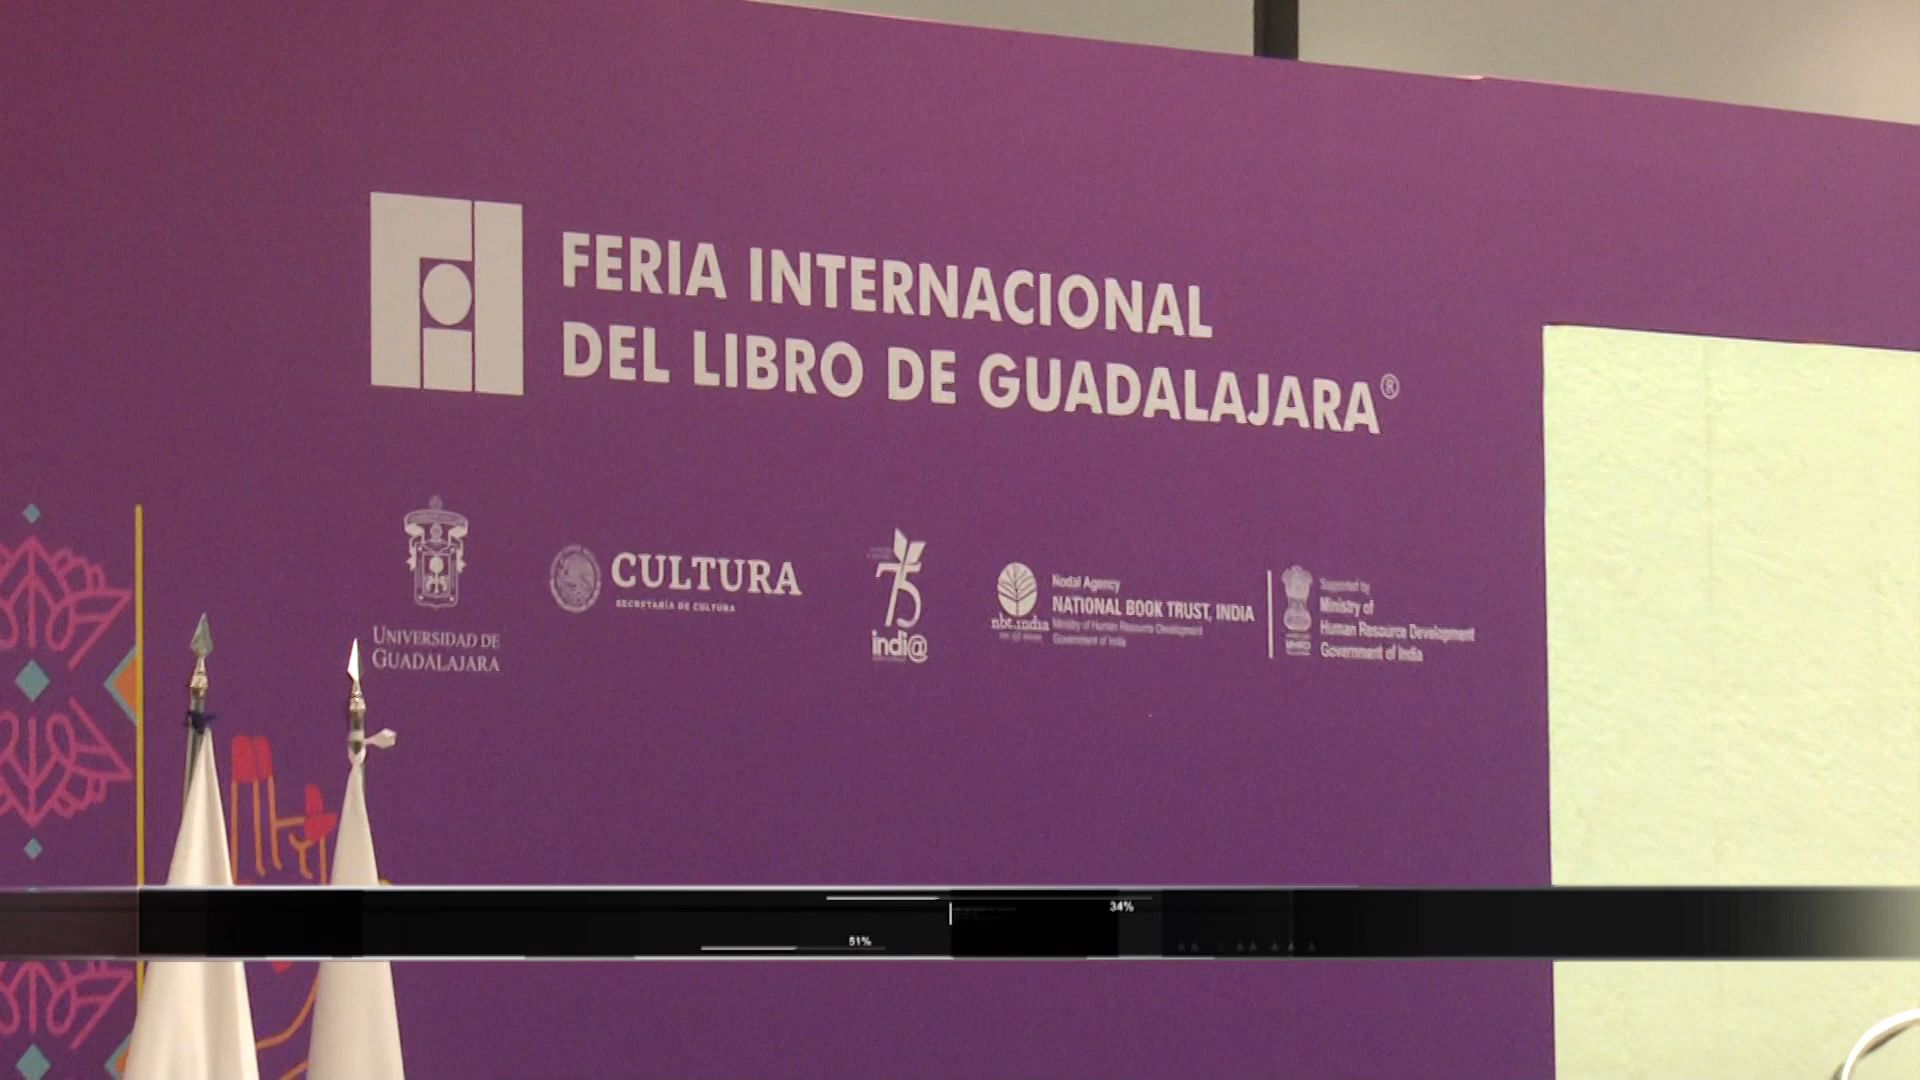 FERIA INTERNACIONAL
DEL LIBRO DE GUADALAJARA®
UNIVERSIDAD DE
GUADALAJARA
CULTURA
SECRETARÍA DE CULTURA
75
indi@
nbt.india
Nodal Agency
NATIONAL BOOK TRUST, INDIA
Ministry of Human Resource Development
Government of India
Supported by
Ministry of
Human Resource Development
Government of India
34%
51%